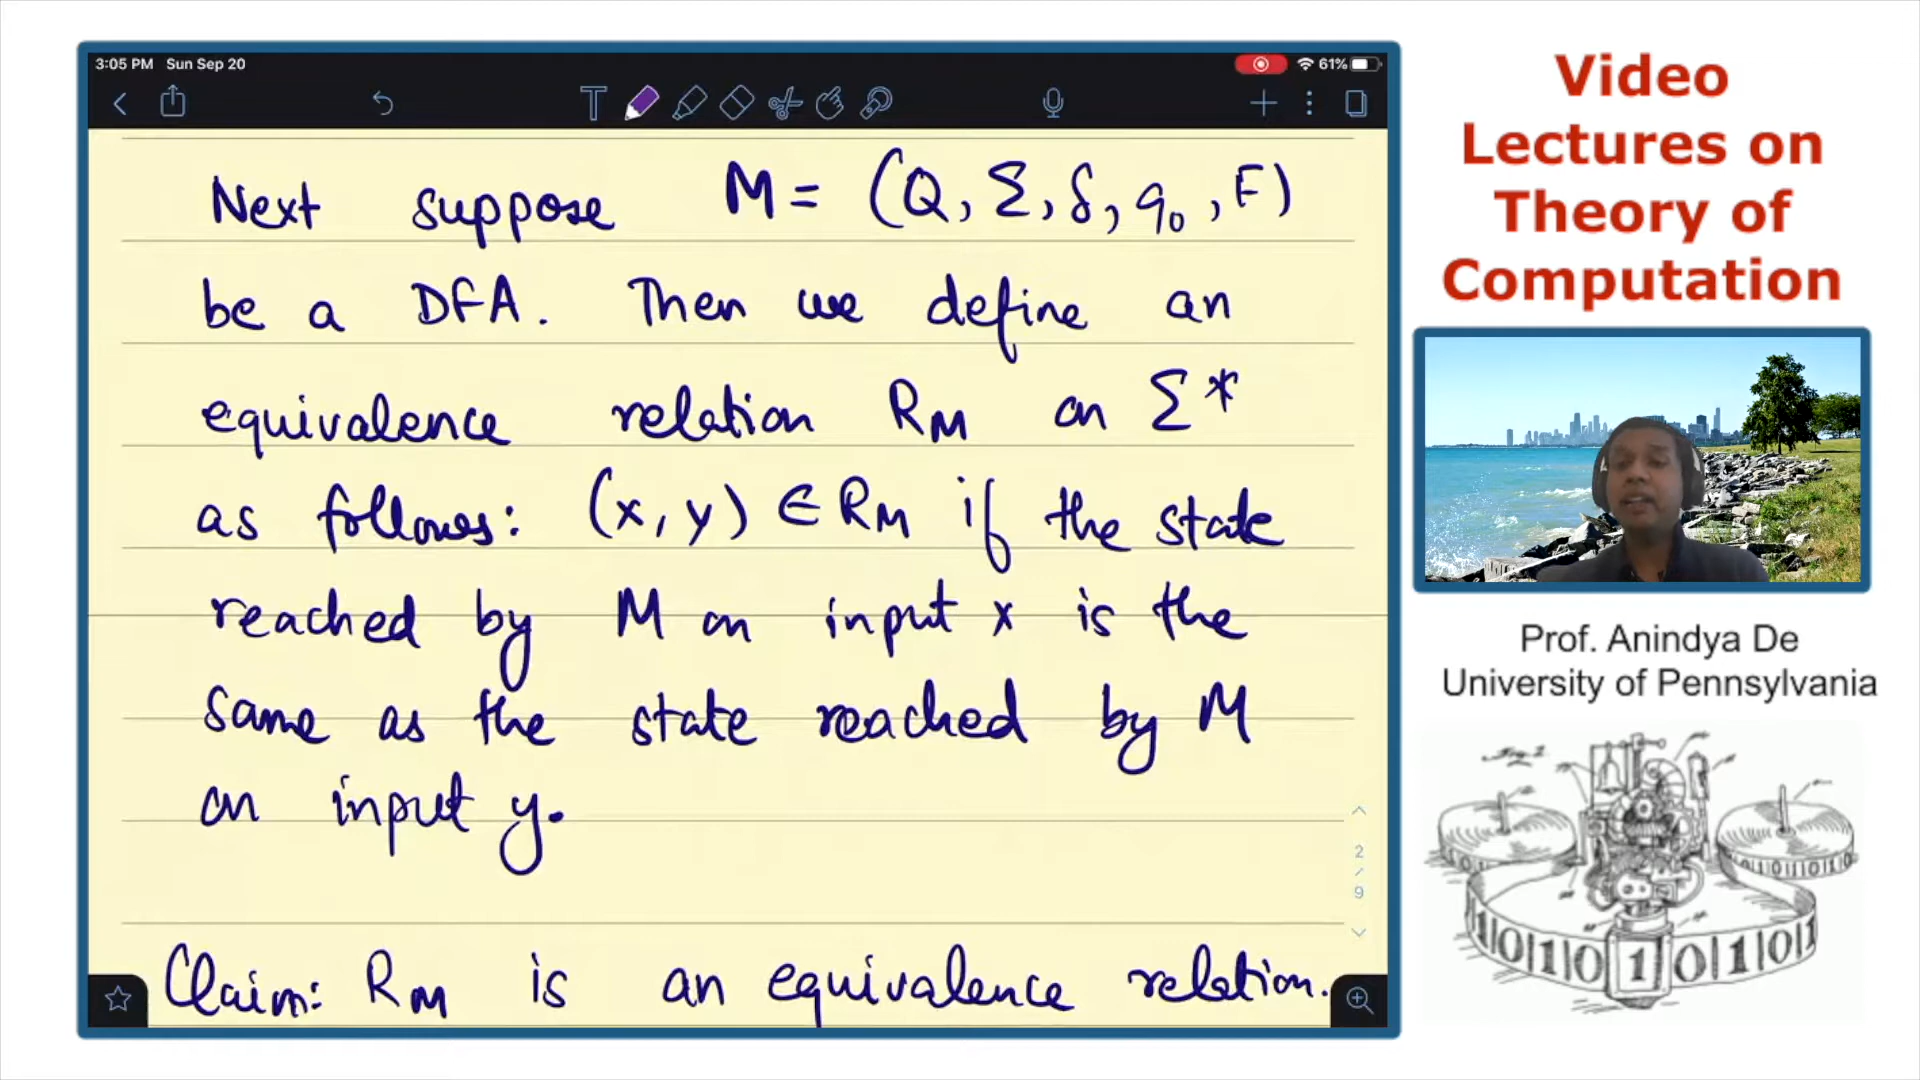 3:05 PM Sun Sep 20
61%
Next suppose M = (Q, Σ, δ, q₀, F)
be a DFA. Then we define an
equivalence relation R_M on Σ*
as follows: (x, y) ∈ R_M if the state
reached by M on input x is the
same as the state reached by M
on input y.
Claim: R_M is an equivalence relation.
2
/
9
Video
Lectures on
Theory of
Computation
Prof. Anindya De
University of Pennsylvania